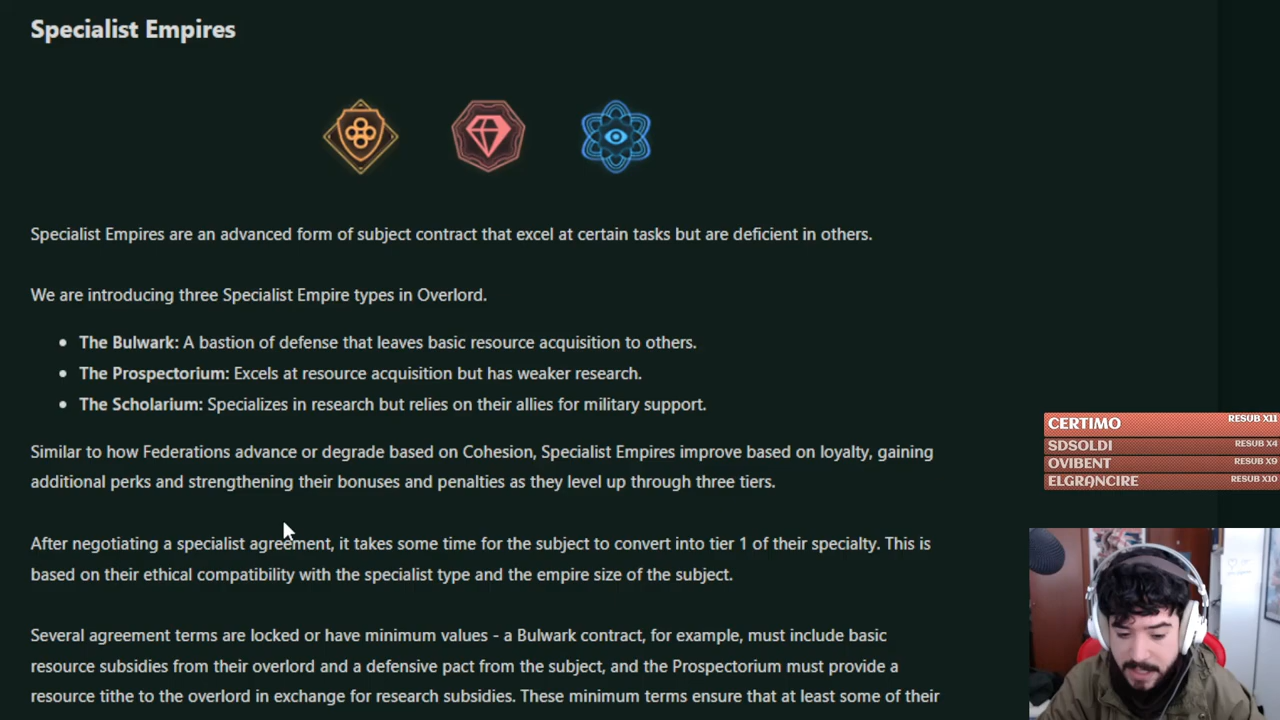 Specialist Empires
Specialist Empires are an advanced form of subject contract that excel at certain tasks but are deficient in others.
We are introducing three Specialist Empire types in Overlord.
• The Bulwark: A bastion of defense that leaves basic resource acquisition to others.
• The Prospectorium: Excels at resource acquisition but has weaker research.
• The Scholarium: Specializes in research but relies on their allies for military support.
Similar to how Federations advance or degrade based on Cohesion, Specialist Empires improve based on loyalty, gaining
additional perks and strengthening their bonuses and penalties as they level up through three tiers.
After negotiating a specialist agreement, it takes some time for the subject to convert into tier 1 of their specialty. This is
based on their ethical compatibility with the specialist type and the empire size of the subject.
Several agreement terms are locked or have minimum values - a Bulwark contract, for example, must include basic
resource subsidies from their overlord and a defensive pact from the subject, and the Prospectorium must provide a
resource tithe to the overlord in exchange for research subsidies. These minimum terms ensure that at least some of their
CERTIMO RESUB X11
SDSOLDI RESUB X4
OVIBENT RESUB X9
ELGRANCIRE RESUB X10